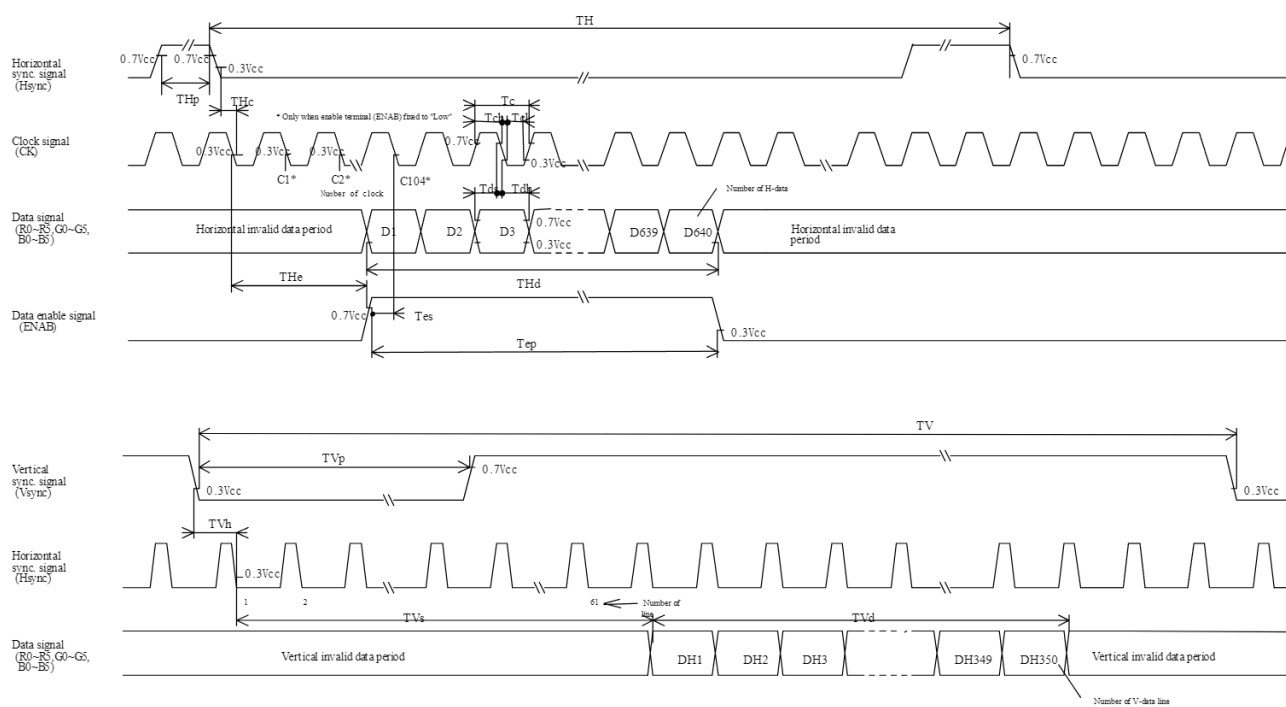 TH
Horizontal
sync. signal
(Hsync)
0.7Vcc
0.7Vcc
0.3Vcc
0.7Vcc
THp
THc
* Only when enable terminal (ENAB) fixed to "Low"
Tc
Tch
Tcl
Clock signal
(CK)
0.3Vcc
0.3Vcc
0.3Vcc
0.7Vcc
0.3Vcc
C1*
C2*
C104*
Number of clock
Tds
Tdh
Number of H-data
Data signal
(R0~R5,G0~G5,
B0~B5)
Horizontal invalid data period
D1
D2
D3
0.7Vcc
0.3Vcc
D639
D640
Horizontal invalid data
period
THe
THd
Data enable signal
(ENAB)
0.7Vcc
Tes
0.3Vcc
Tep
TV
Vertical
sync. signal
(Vsync)
TVp
0.7Vcc
0.3Vcc
0.3Vcc
TVh
Horizontal
sync. signal
(Hsync)
0.3Vcc
1
2
61
Number of
line
TVs
TVd
Data signal
(R0~R5,G0~G5,
B0~B5)
Vertical invalid data period
DH1
DH2
DH3
DH349
DH350
Vertical invalid data period
Number of V-data line